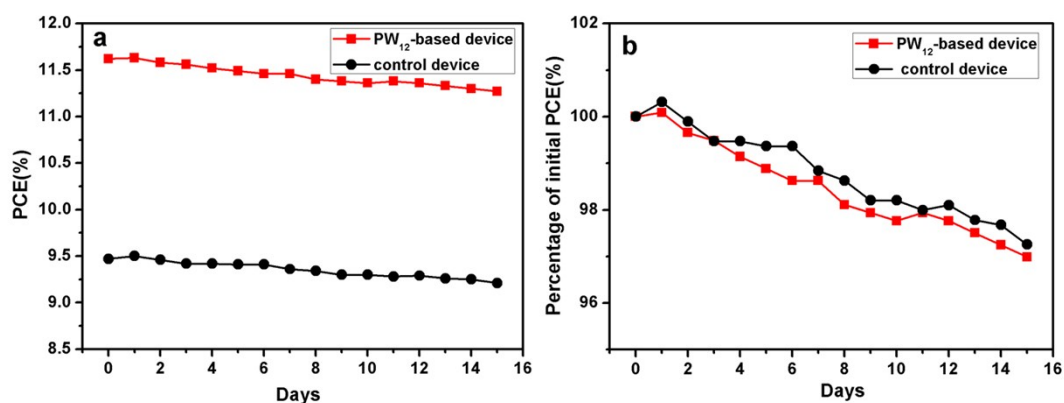 a
PW₁₂-based device
control device
PCE(%)
12.0
11.5
11.0
10.5
10.0
9.5
9.0
8.5
0 2 4 6 8 10 12 14 16
Days
b
PW₁₂-based device
control device
Percentage of initial PCE(%)
102
100
98
96
0 2 4 6 8 10 12 14 16
Days